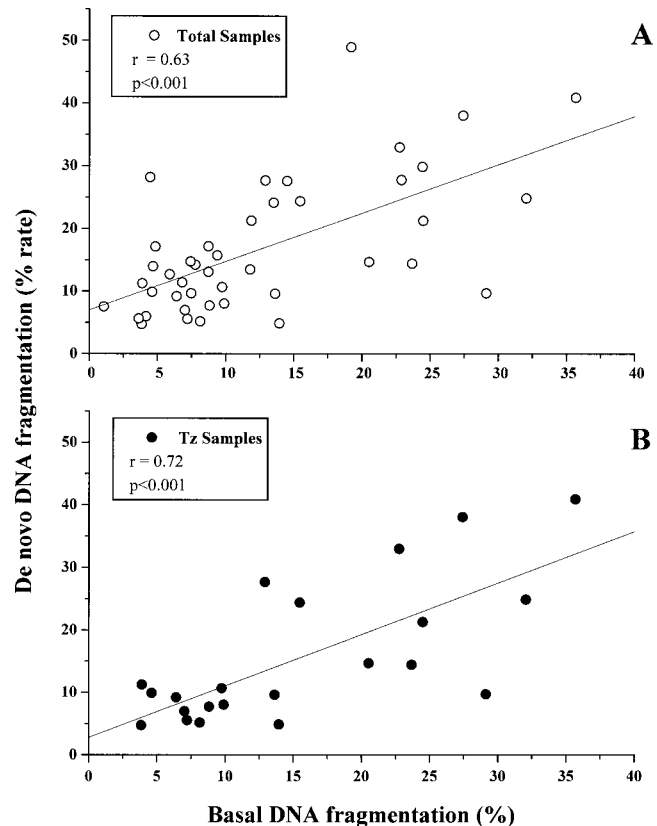 A
Total Samples
r = 0.63
p<0.001
50
40
30
20
10
0
0 5 10 15 20 25 30 35 40
B
Tz Samples
r = 0.72
p<0.001
50
40
30
20
10
0
0 5 10 15 20 25 30 35 40
De novo DNA fragmentation (% rate)
Basal DNA fragmentation (%)